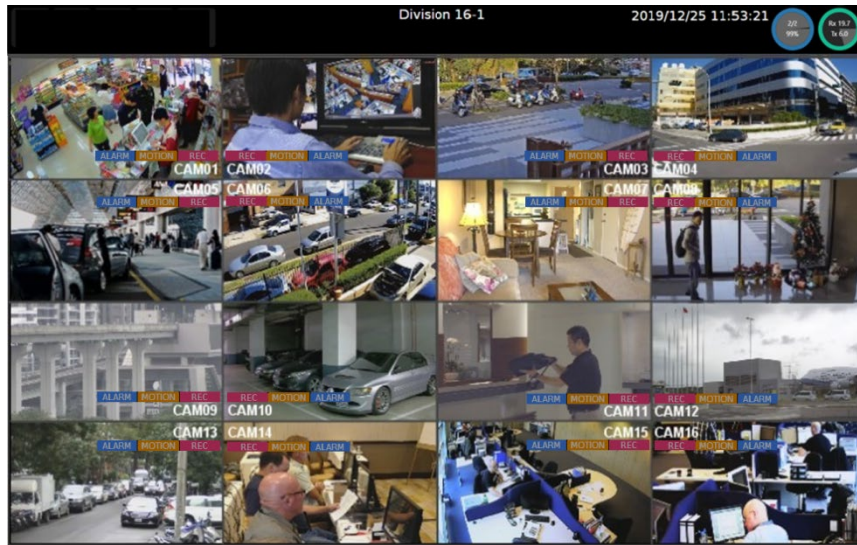 Division 16-1
2019/12/25 11:53:21
2/2
99%
Rx 19.7
Tx 6.0
ALARM MOTION REC
CAM01
REC MOTION ALARM
CAM02
ALARM MOTION REC
CAM03
REC MOTION ALARM
CAM04
CAM05
ALARM MOTION REC
CAM06
REC MOTION ALARM
CAM07
ALARM MOTION REC
CAM08
REC MOTION ALARM
ALARM MOTION REC
CAM09
REC MOTION ALARM
CAM10
ALARM MOTION REC
CAM11
REC MOTION ALARM
CAM12
CAM13
ALARM MOTION REC
CAM14
REC MOTION ALARM
CAM15
ALARM MOTION REC
CAM16
REC MOTION ALARM